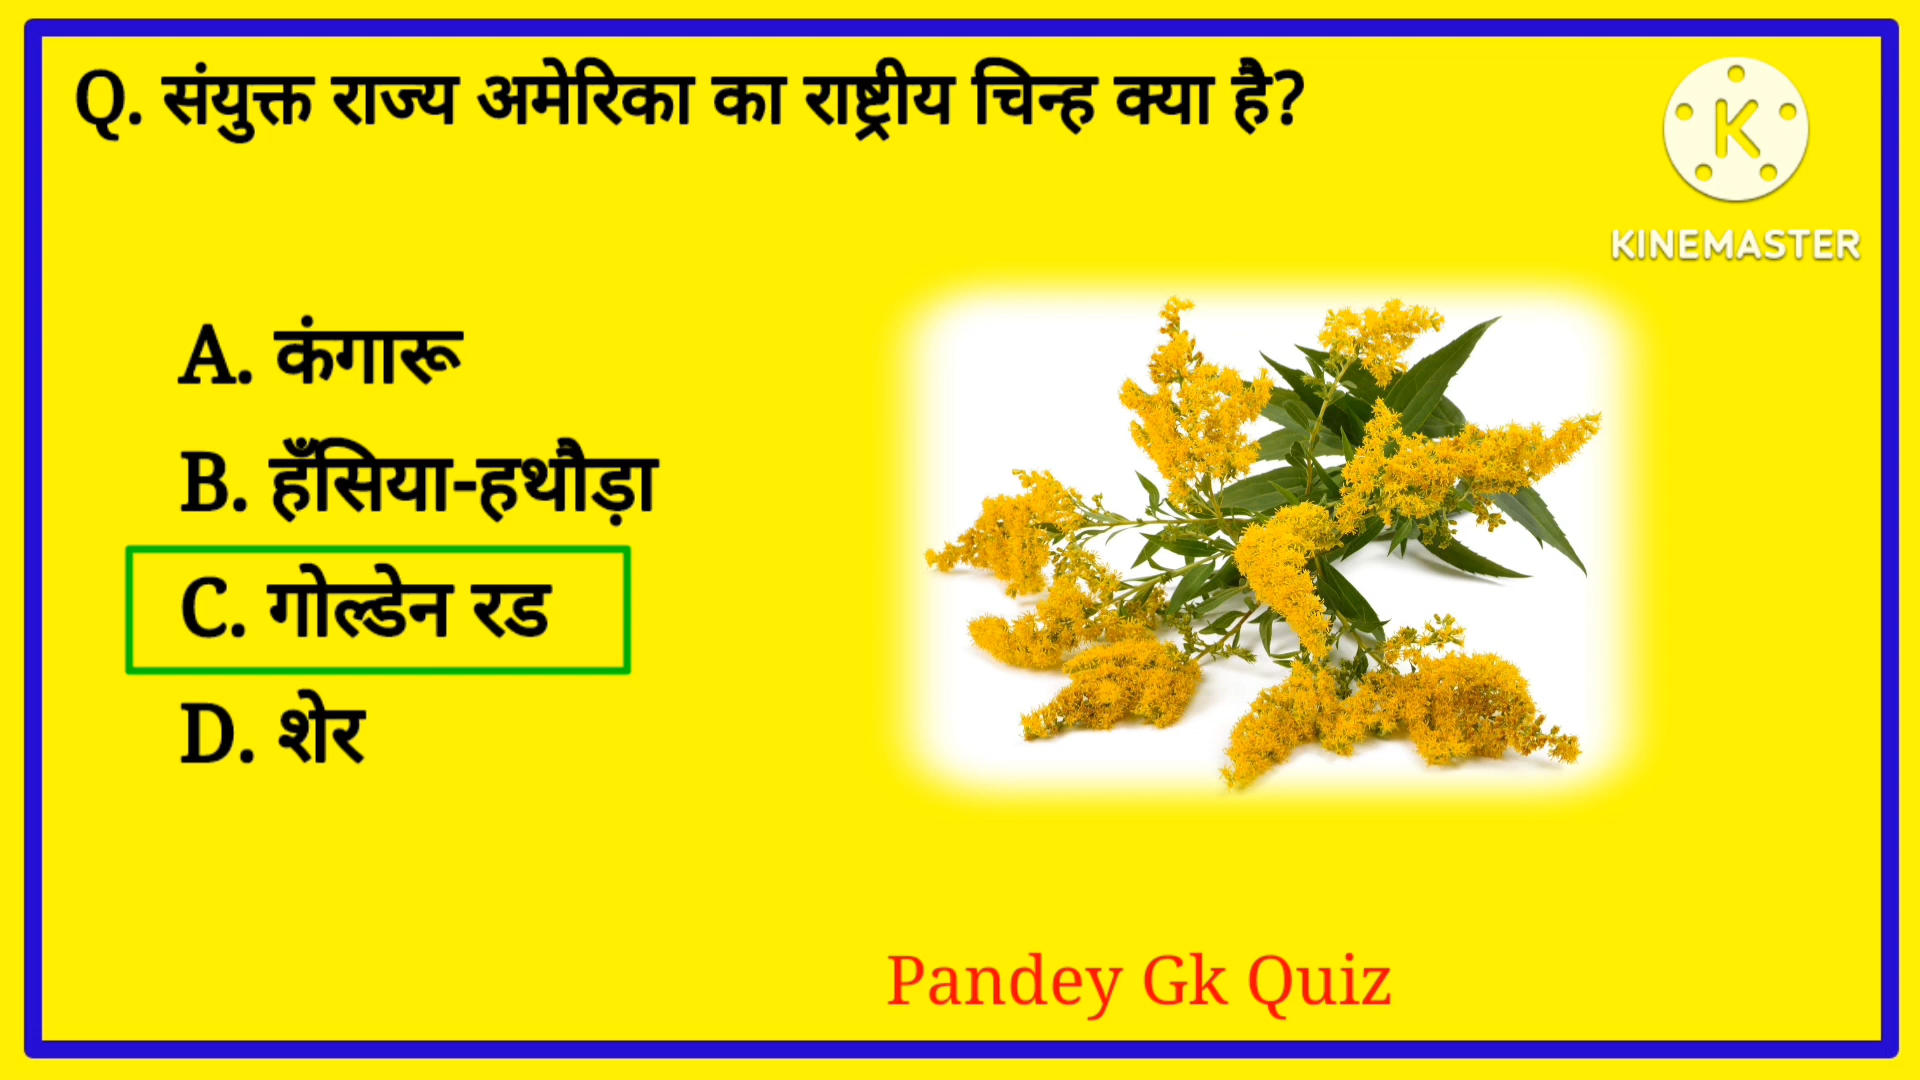 Q. संयुक्त राज्य अमेरिका का राष्ट्रीय चिन्ह क्या है?
K
KINEMASTER
A. कंगारू
B. हँसिया-हथौड़ा
C. गोल्डेन रड
D. शेर
Pandey Gk Quiz